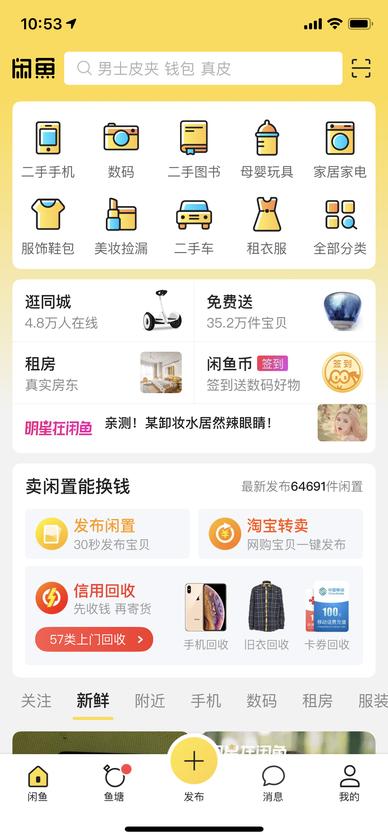 10:53
闲鱼 男士皮夹 钱包 真皮
二手手机 数码 二手图书 母婴玩具 家居家电
服饰鞋包 美妆捡漏 二手车 租衣服 全部分类
逛同城 免费送
4.8万人在线 35.2万件宝贝
租房 闲鱼币 签到 签到
真实房东 签到送数码好物
明星在闲鱼 亲测！某卸妆水居然辣眼睛！
卖闲置能换钱 最新发布64691件闲置
发布闲置 淘宝转卖
30秒发布宝贝 网购宝贝一键发布
信用回收
先收钱 再寄货
57类上门回收 >
中国移动
100
手机回收 旧衣回收 卡券回收
关注 新鲜 附近 手机 数码 租房 服装
明星在闲鱼
闲鱼 鱼塘 发布 消息 我的